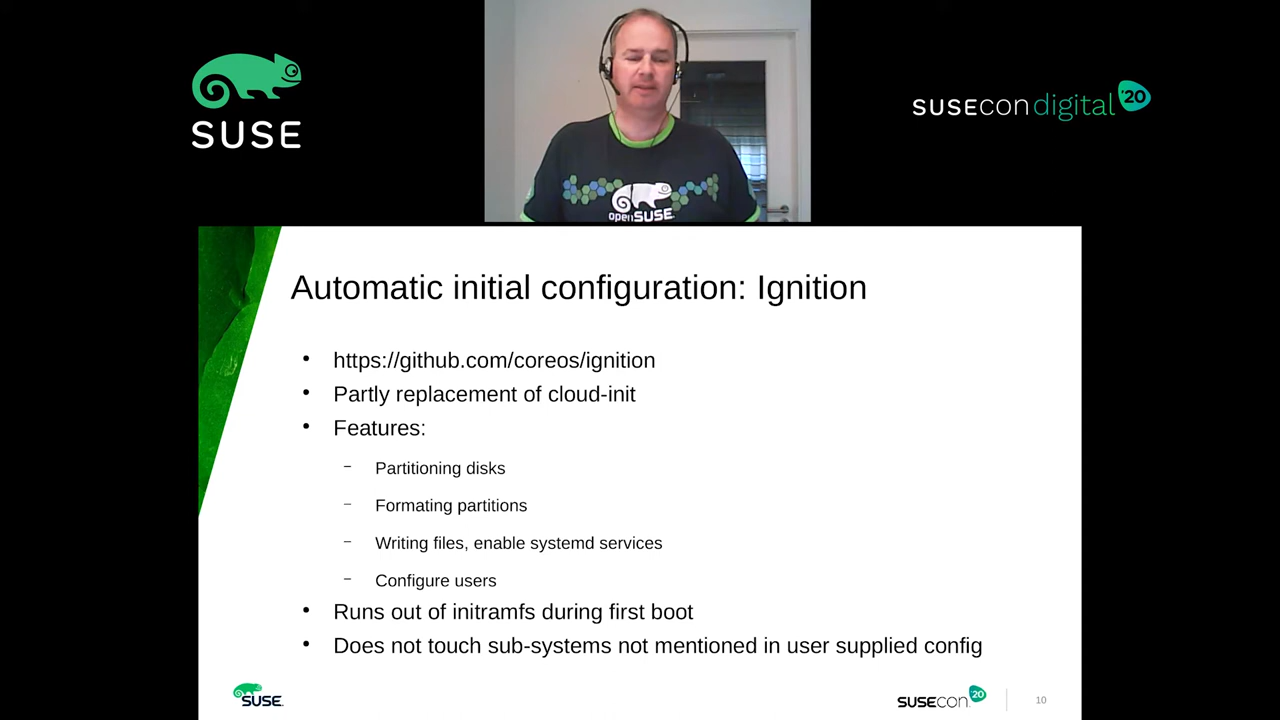 SUSE
SUSEcon digital '20
openSUSE
Automatic initial configuration: Ignition
• https://github.com/coreos/ignition
• Partly replacement of cloud-init
• Features:
– Partitioning disks
– Formating partitions
– Writing files, enable systemd services
– Configure users
• Runs out of initramfs during first boot
• Does not touch sub-systems not mentioned in user supplied config
SUSE
SUSEcon '20
10